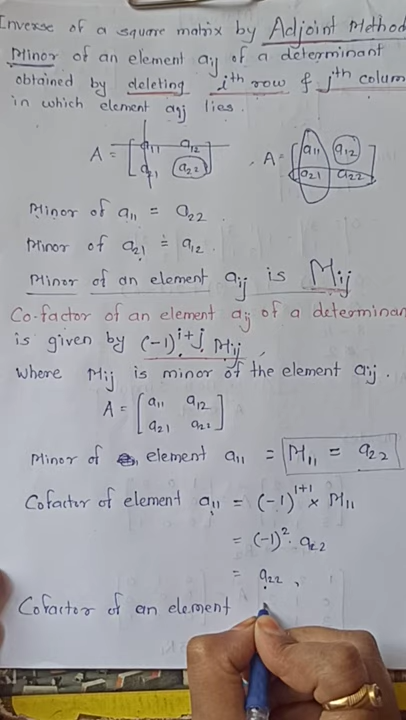 Inverse of a square matrix by Adjoint Method
Minor of an element aij of a determinant
obtained by deleting ith row & jth colum
in which element aij lies.
A = [a11 a12
a21 a22]
A = [a11 a12
a21 a22]
Minor of a11 = a22
Minor of a21 = a12.
Minor of an element aij is Mij
Co-factor of an element aij of a determinan
is given by (-1)^i+j. Mij,
where Mij is minor of the element aij.
A = [a11 a12
a21 a22]
Minor of element a11 = M11 = a22
Cofactor of element a11 = (-1)^1+1 x M11
= (-1)^2. a22
= a22,
Cofactor of an element